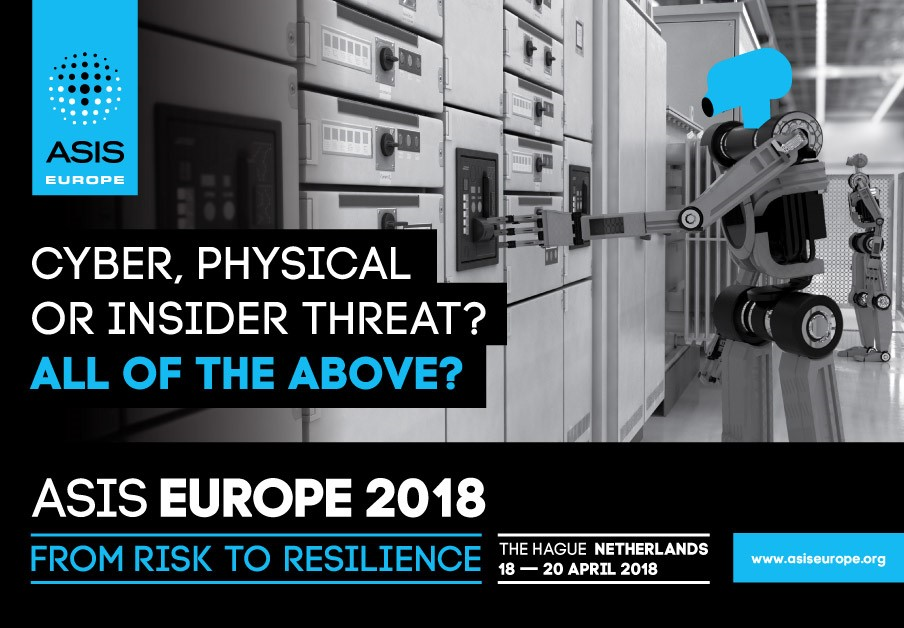 ASIS
EUROPE
CYBER, PHYSICAL
OR INSIDER THREAT?
ALL OF THE ABOVE?
ASIS EUROPE 2018
FROM RISK TO RESILIENCE
THE HAGUE NETHERLANDS
18 — 20 APRIL 2018
www.asiseurope.org